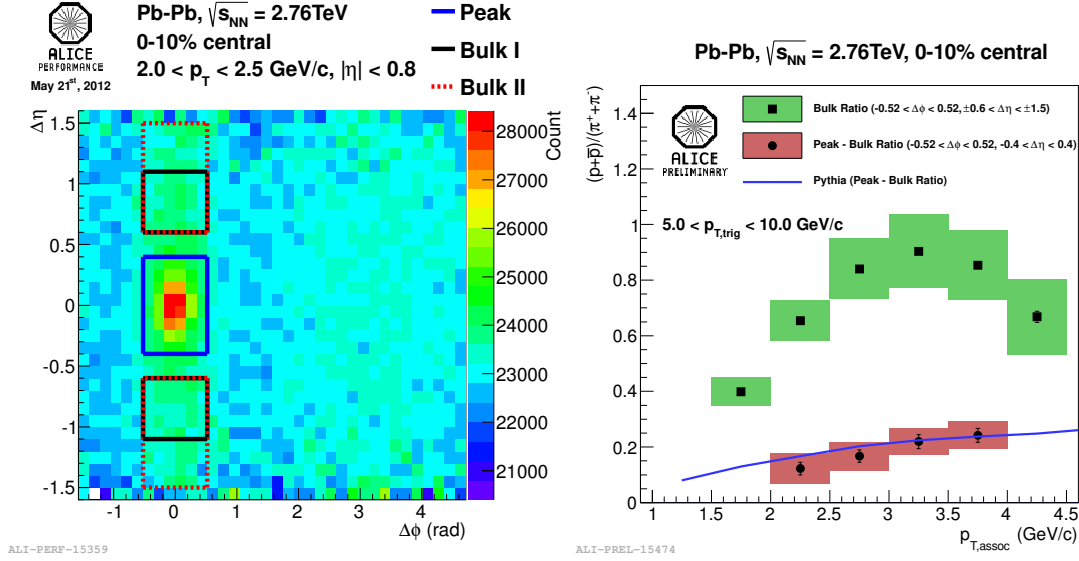 ALICE
PERFORMANCE
May 21st, 2012
Pb-Pb, √sNN = 2.76TeV
0-10% central
2.0 < pT < 2.5 GeV/c, |η| < 0.8
Peak
Bulk I
Bulk II
Δη
1.5
1
0.5
0
-0.5
-1
-1.5
-1
0
1
2
3
4
Δϕ (rad)
Count
28000
27000
26000
25000
24000
23000
22000
21000
ALI-PERF-15359
Pb-Pb, √sNN = 2.76TeV, 0-10% central
ALICE
PRELIMINARY
Bulk Ratio (-0.52 < Δϕ < 0.52, ±0.6 < Δη < ±1.5)
Peak - Bulk Ratio (-0.52 < Δϕ < 0.52, -0.4 < Δη < 0.4)
Pythia (Peak - Bulk Ratio)
5.0 < pT,trig < 10.0 GeV/c
(p+p̄)/(π⁺+π⁻)
1.4
1.2
1
0.8
0.6
0.4
0.2
0
1
1.5
2
2.5
3
3.5
4
4.5
pT,assoc (GeV/c)
ALI-PREL-15474